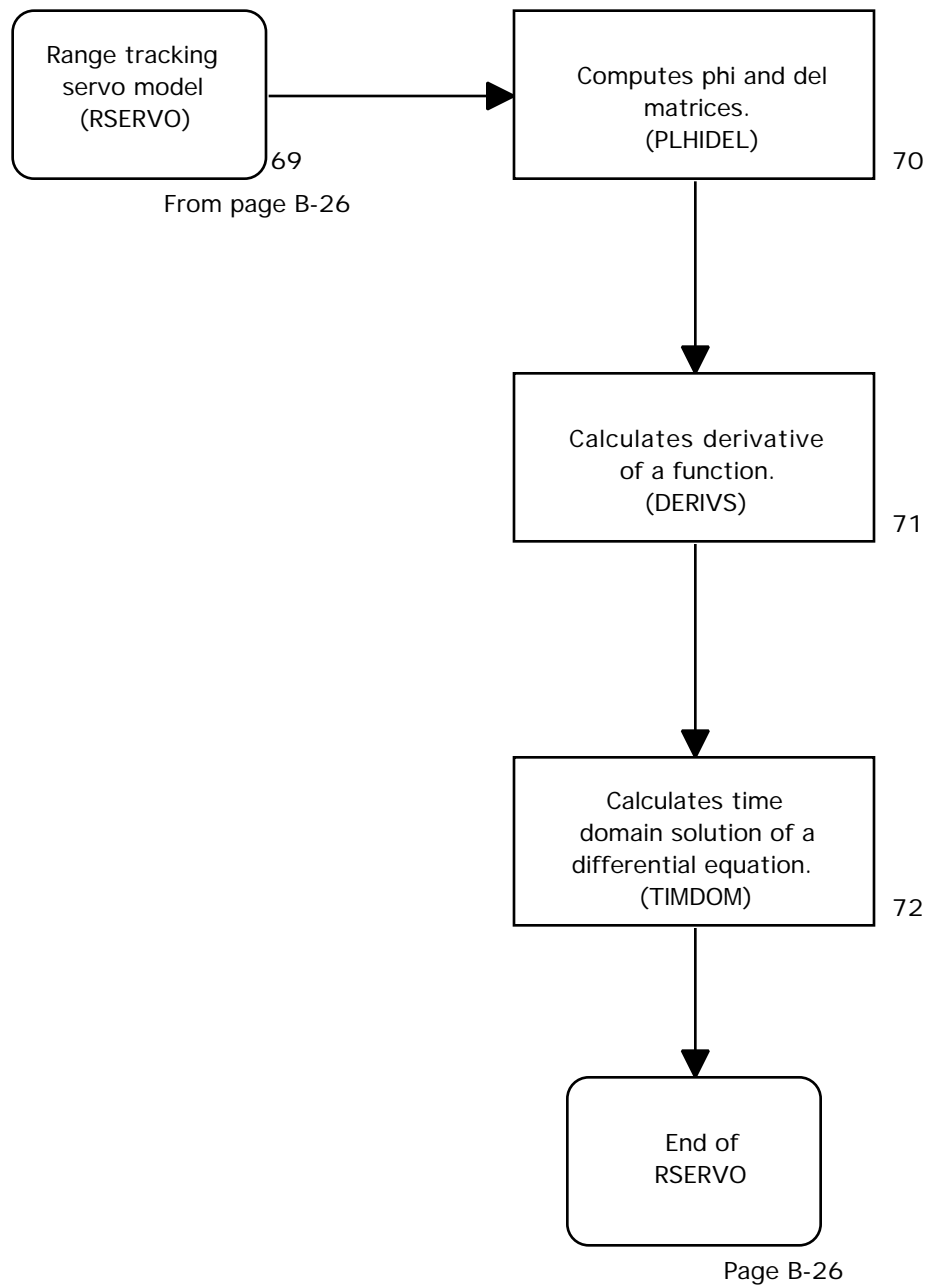 Range tracking
servo model
(RSERVO)
69
From page B-26
Computes phi and del
matrices.
(PLHIDEL)
70
Calculates derivative
of a function.
(DERIVS)
71
Calculates time
domain solution of a
differential equation.
(TIMDOM)
72
End of
RSERVO
Page B-26